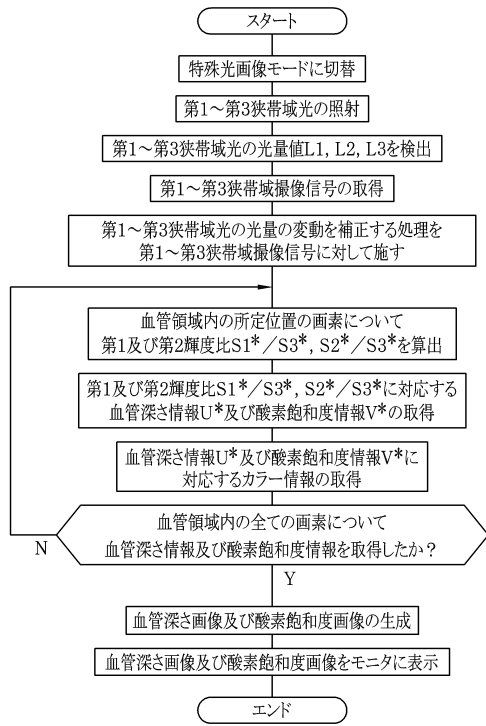 スタート
特殊光画像モードに切替
第1～第3狭帯域光の照射
第1～第3狭帯域光の光量値L1, L2, L3を検出
第1～第3狭帯域撮像信号の取得
第1～第3狭帯域光の光量の変動を補正する処理を
第1～第3狭帯域撮像信号に対して施す
血管領域内の所定位置の画素について
第1及び第2輝度比S1*／S3*, S2*／S3*を算出
第1及び第2輝度比S1*／S3*, S2*／S3*に対応する
血管深さ情報U*及び酸素飽和度情報V*の取得
血管深さ情報U*及び酸素飽和度情報V*に
対応するカラー情報の取得
血管領域内の全ての画素について
血管深さ情報及び酸素飽和度情報を取得したか？
N
Y
血管深さ画像及び酸素飽和度画像の生成
血管深さ画像及び酸素飽和度画像をモニタに表示
エンド